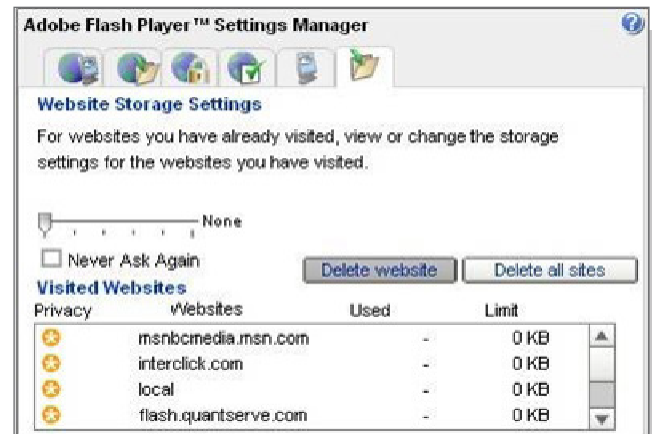 Adobe Flash Player™ Settings Manager
Website Storage Settings
For websites you have already visited, view or change the storage
settings for the websites you have visited.
None
Never Ask Again
Delete website Delete all sites
Visited Websites
Privacy Websites Used Limit
msnbcmedia.msn.com - 0 KB
interclick.com - 0 KB
local - 0 KB
flash.quantserve.com - 0 KB